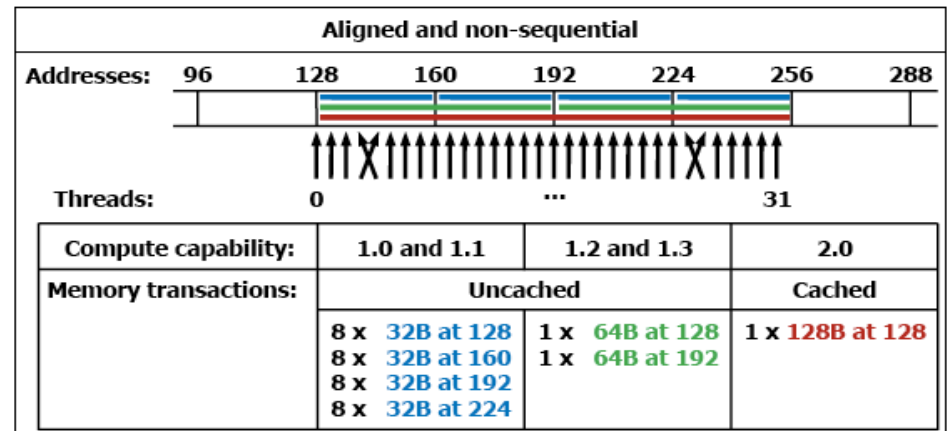 Aligned and non-sequential
Addresses: 96 128 160 192 224 256 288
Threads: 0 ... 31
Compute capability: 1.0 and 1.1 1.2 and 1.3 2.0
Memory transactions: Uncached Cached
8 x 32B at 128 1 x 64B at 128 1 x 128B at 128
8 x 32B at 160 1 x 64B at 192
8 x 32B at 192
8 x 32B at 224